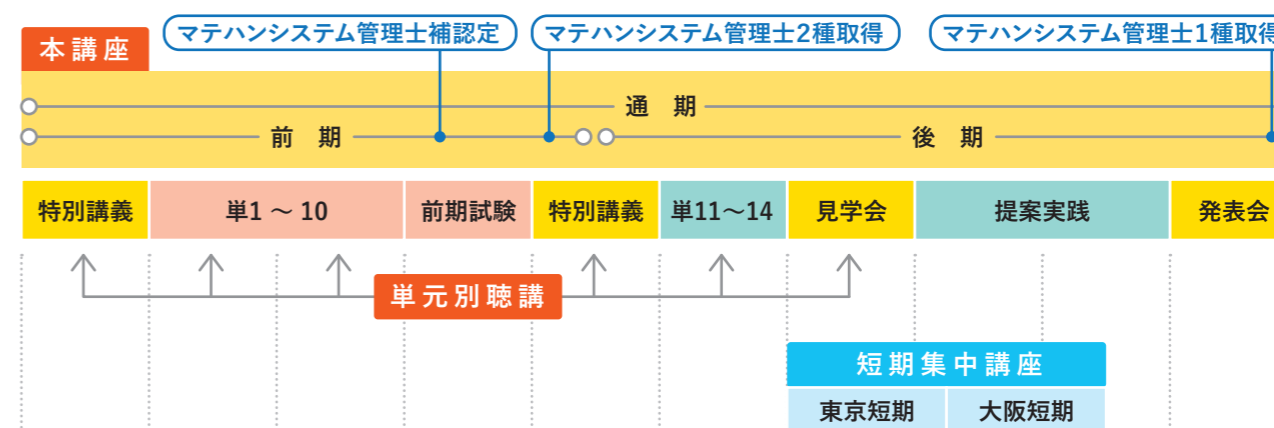 本講座
マテハンシステム管理士補認定
マテハンシステム管理士2種取得
マテハンシステム管理士1種取得
通 期
前 期
後 期
特別講義
単1 ～ 10
前期試験
特別講義
単11～14
見学会
提案実践
発表会
単元別聴講
短期集中講座
東京短期
大阪短期